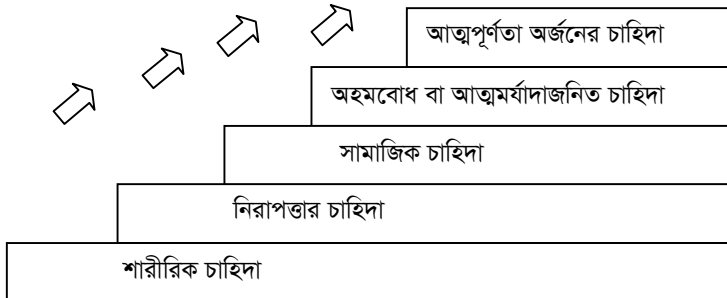 আত্মপূর্ণতা অর্জনের চাহিদা
অহমবোধ বা আত্মমর্যাদাজনিত চাহিদা
সামাজিক চাহিদা
নিরাপত্তার চাহিদা
শারীরিক চাহিদা